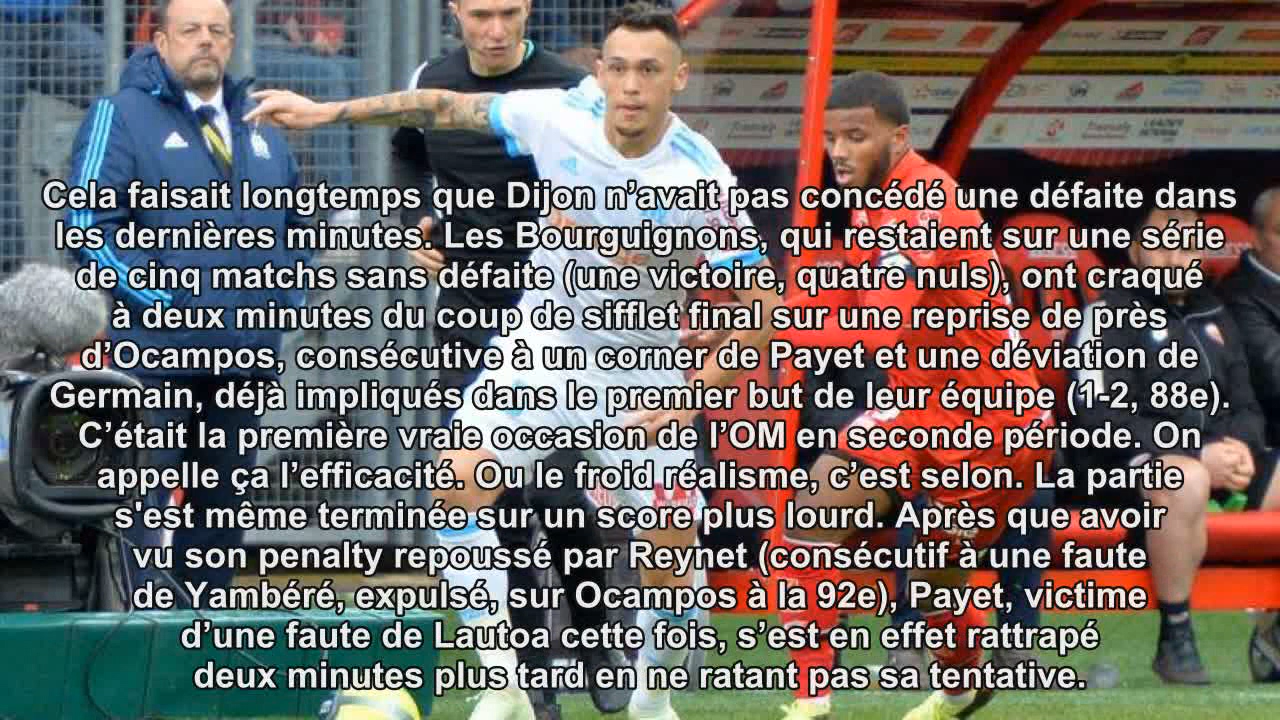 Cela faisait longtemps que Dijon n’avait pas concédé une défaite dans
les dernières minutes. Les Bourguignons, qui restaient sur une série
de cinq matchs sans défaite (une victoire, quatre nuls), ont craqué
à deux minutes du coup de sifflet final sur une reprise de près
d’Ocampos, consécutive à un corner de Payet et une déviation de
Germain, déjà impliqués dans le premier but de leur équipe (1-2, 88e).
C’était la première vraie occasion de l’OM en seconde période. On
appelle ça l’efficacité. Ou le froid réalisme, c’est selon. La partie
s'est même terminée sur un score plus lourd. Après que avoir
vu son penalty repoussé par Reynet (consécutif à une faute
de Yambéré, expulsé, sur Ocampos à la 92e), Payet, victime
d’une faute de Lautoa cette fois, s’est en effet rattrapé
deux minutes plus tard en ne ratant pas sa tentative.